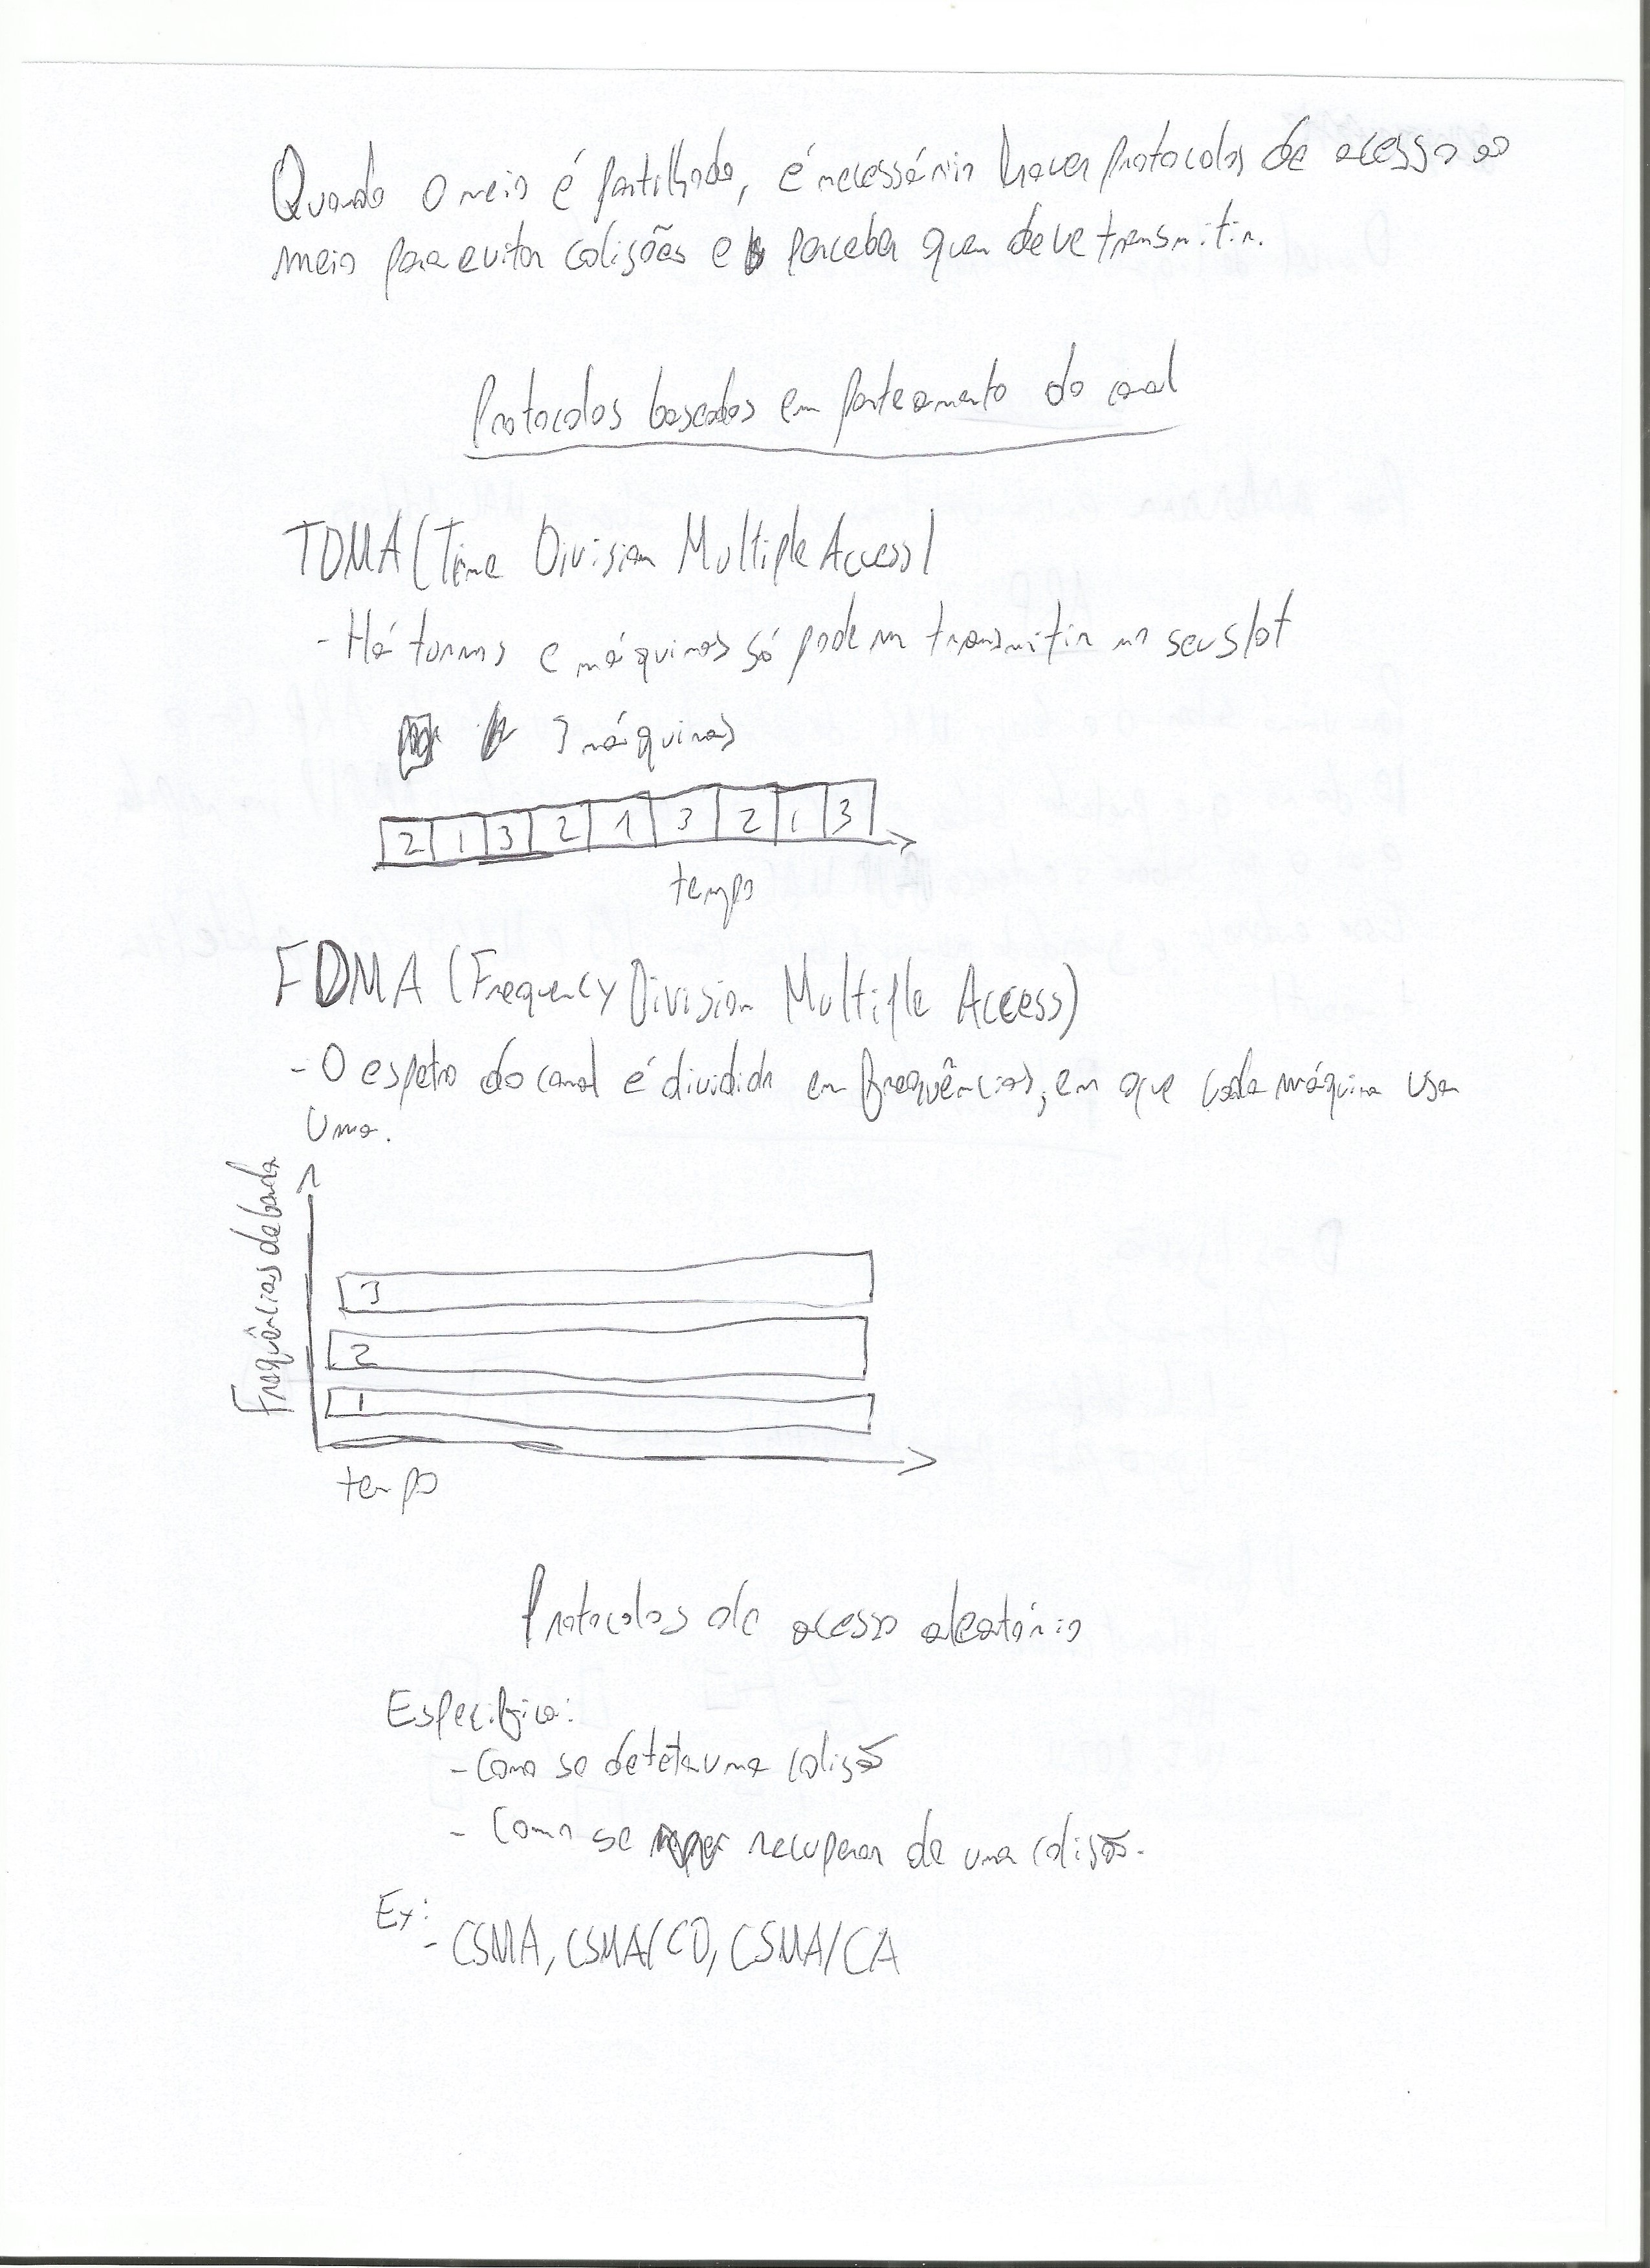 Quando o meio é partilhado, é necessário haver protocolos de acesso ao
meio para evitar colisões e perceber quem deve transmitir.
Protocolos baseados em parteamento do canal
TDMA (Time Division Multiple Access)
- Há turnos e máquinas só podem transmitir no seu slot
3 máquinas
2 1 3 2 1 3 2 1 3
tempo
FDMA (Frequency Division Multiple Access)
- O espetro do canal é dividido em frequências, em que cada máquina usa
uma.
Frequências de banda
3
2
1
tempo
Protocolos de acesso aleatório
Especifica:
- Como se deteta uma colisão
- Como se recuperar de uma colisão.
Ex:
- CSMA, CSMA/CD, CSMA/CA